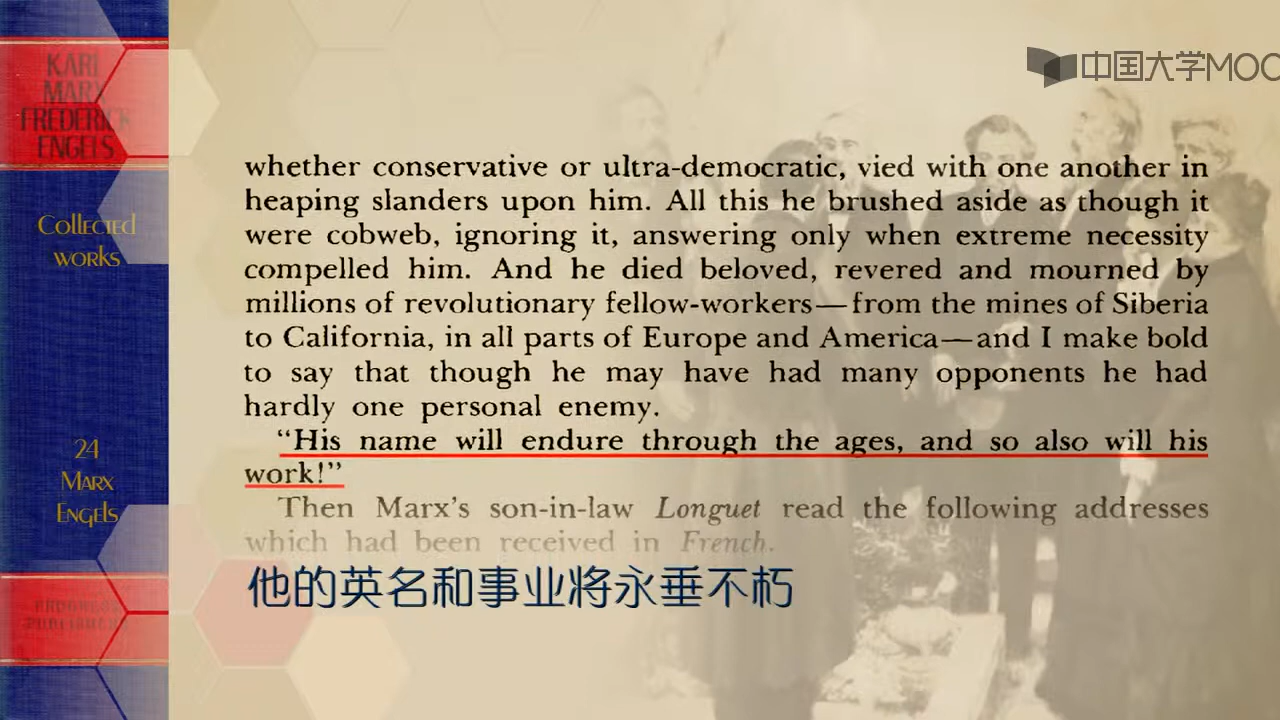 中国大学MOO
KARL
MARX
FREDERICK
ENGELS
Collected
works
24
Marx
Engels
whether conservative or ultra-democratic, vied with one another in
heaping slanders upon him. All this he brushed aside as though it
were cobweb, ignoring it, answering only when extreme necessity
compelled him. And he died beloved, revered and mourned by
millions of revolutionary fellow-workers—from the mines of Siberia
to California, in all parts of Europe and America—and I make bold
to say that though he may have had many opponents he had
hardly one personal enemy.
“His name will endure through the ages, and so also will his
work!”
Then Marx’s son-in-law Longuet read the following addresses
which had been received in French.
他的英名和事业将永垂不朽